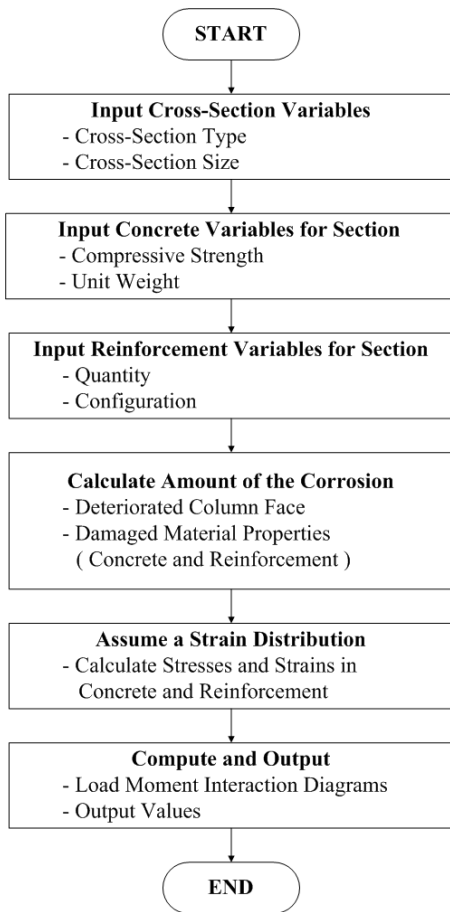 START
Input Cross-Section Variables
- Cross-Section Type
- Cross-Section Size
Input Concrete Variables for Section
- Compressive Strength
- Unit Weight
Input Reinforcement Variables for Section
- Quantity
- Configuration
Calculate Amount of the Corrosion
- Deteriorated Column Face
- Damaged Material Properties
( Concrete and Reinforcement )
Assume a Strain Distribution
- Calculate Stresses and Strains in
Concrete and Reinforcement
Compute and Output
- Load Moment Interaction Diagrams
- Output Values
END